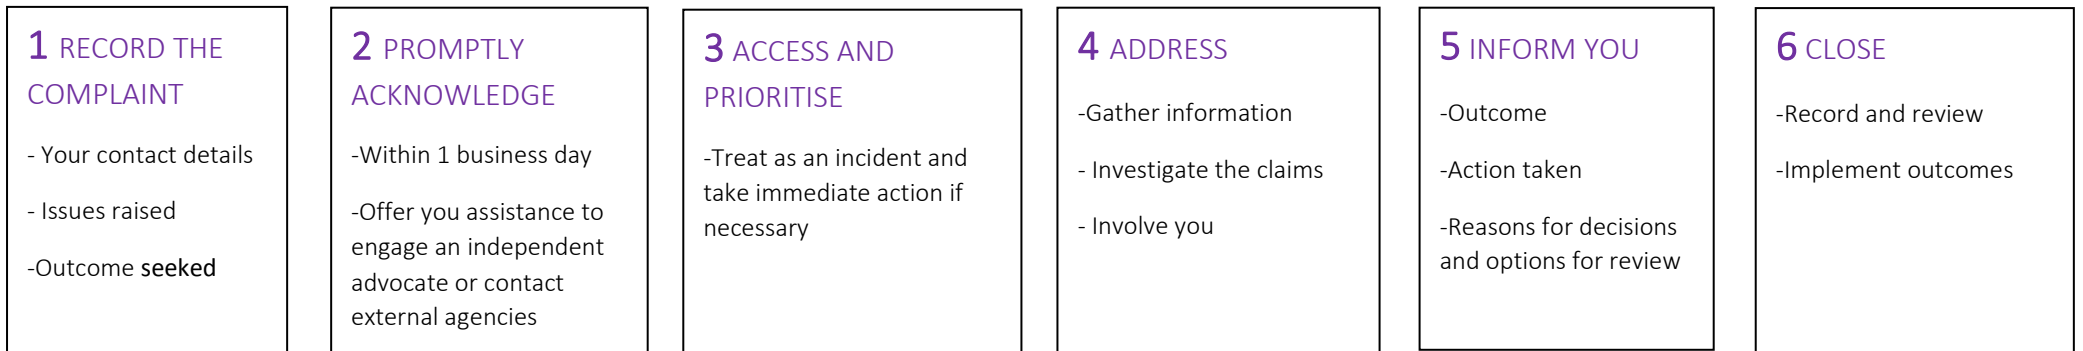 1 RECORD THE
COMPLAINT
- Your contact details
- Issues raised
-Outcome seeked
2 PROMPTLY
ACKNOWLEDGE
-Within 1 business day
-Offer you assistance to
engage an independent
advocate or contact
external agencies
3 ACCESS AND
PRIORITISE
-Treat as an incident and
take immediate action if
necessary
4 ADDRESS
-Gather information
- Investigate the claims
- Involve you
5 INFORM YOU
-Outcome
-Action taken
-Reasons for decisions
and options for review
6 CLOSE
-Record and review
-Implement outcomes